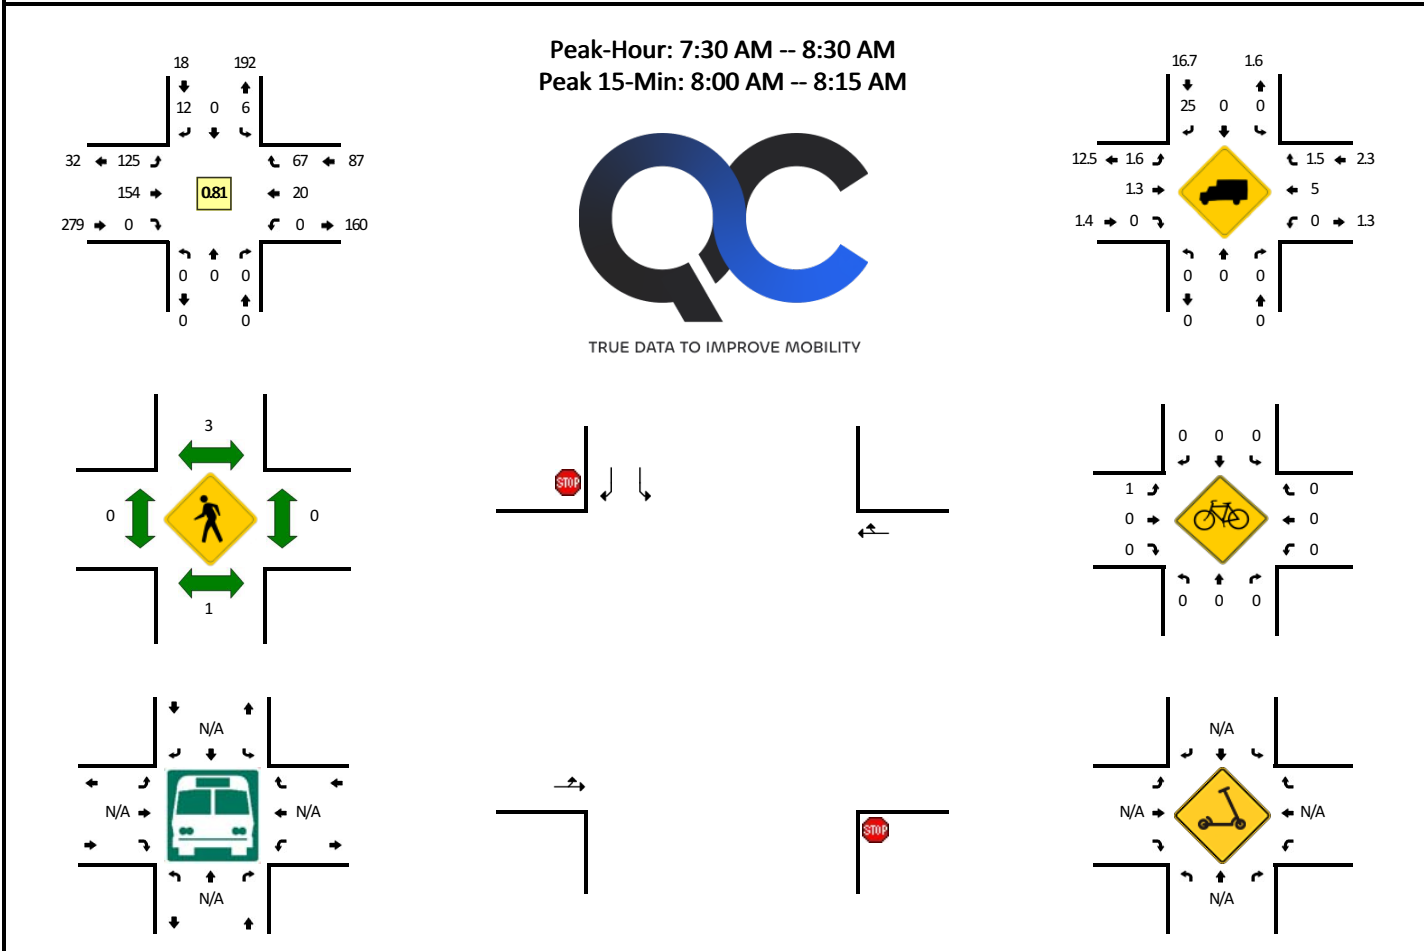 Peak-Hour: 7:30 AM -- 8:30 AM
Peak 15-Min: 8:00 AM -- 8:15 AM
18 192
12 0 6
32 125 67 87
154 0.81 20
279 0 0 160
0 0 0
0 0
QC
TRUE DATA TO IMPROVE MOBILITY
16.7 1.6
25 0 0
12.5 1.6 1.5 2.3
1.3 5
1.4 0 0 1.3
0 0 0
0 0
3
0 0
1
STOP
STOP
0 0 0
1 0
0 0
0 0
0 0 0
N/A
N/A N/A
N/A
N/A
N/A N/A
N/A